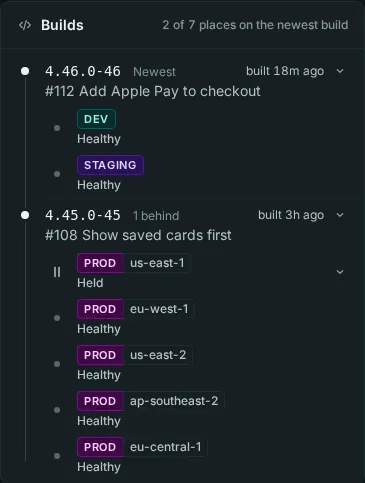 Builds 2 of 7 places on the newest build
4.46.0-46 Newest built 18m ago
#112 Add Apple Pay to checkout
DEV
Healthy
STAGING
Healthy
4.45.0-45 1 behind built 3h ago
#108 Show saved cards first
PROD us-east-1
Held
PROD eu-west-1
Healthy
PROD us-east-2
Healthy
PROD ap-southeast-2
Healthy
PROD eu-central-1
Healthy